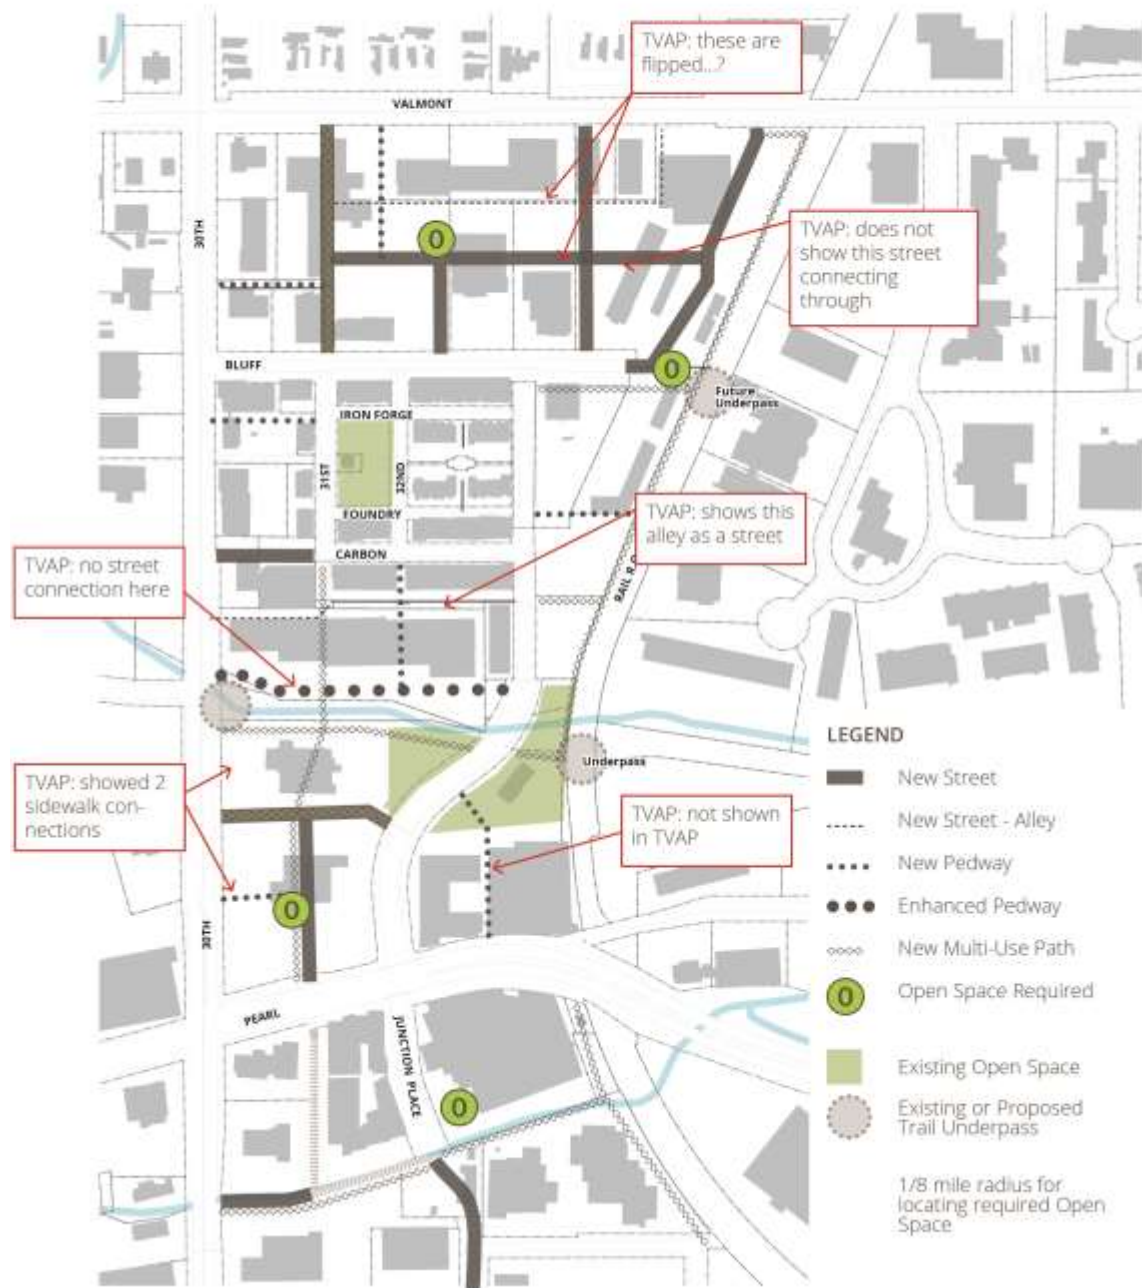 TVAP: these are
flipped...?
VALMONT
30TH
TVAP: does not
show this street
connecting
through
BLUFF
Future
Underpass
IRON FORGE
31ST
32ND
FOUNDRY
TVAP: shows this
alley as a street
CARBON
TVAP: no street
connection here
RAIL R
Underpass
TVAP: showed 2
sidewalk con-
nections
TVAP: not shown
in TVAP
30TH
PEARL
JUNCTION PLACE
LEGEND
New Street
New Street - Alley
New Pedway
Enhanced Pedway
New Multi-Use Path
O Open Space Required
Existing Open Space
Existing or Proposed
Trail Underpass
1/8 mile radius for
locating required Open
Space
O
O
O
O